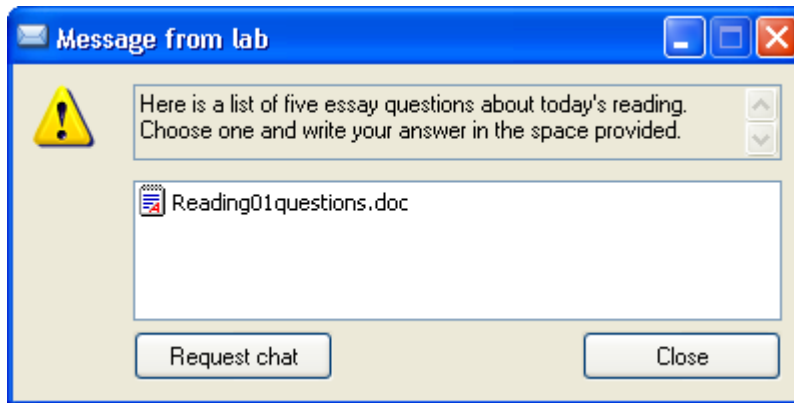 Message from lab
Here is a list of five essay questions about today's reading.
Choose one and write your answer in the space provided.
Reading01questions.doc
Request chat
Close